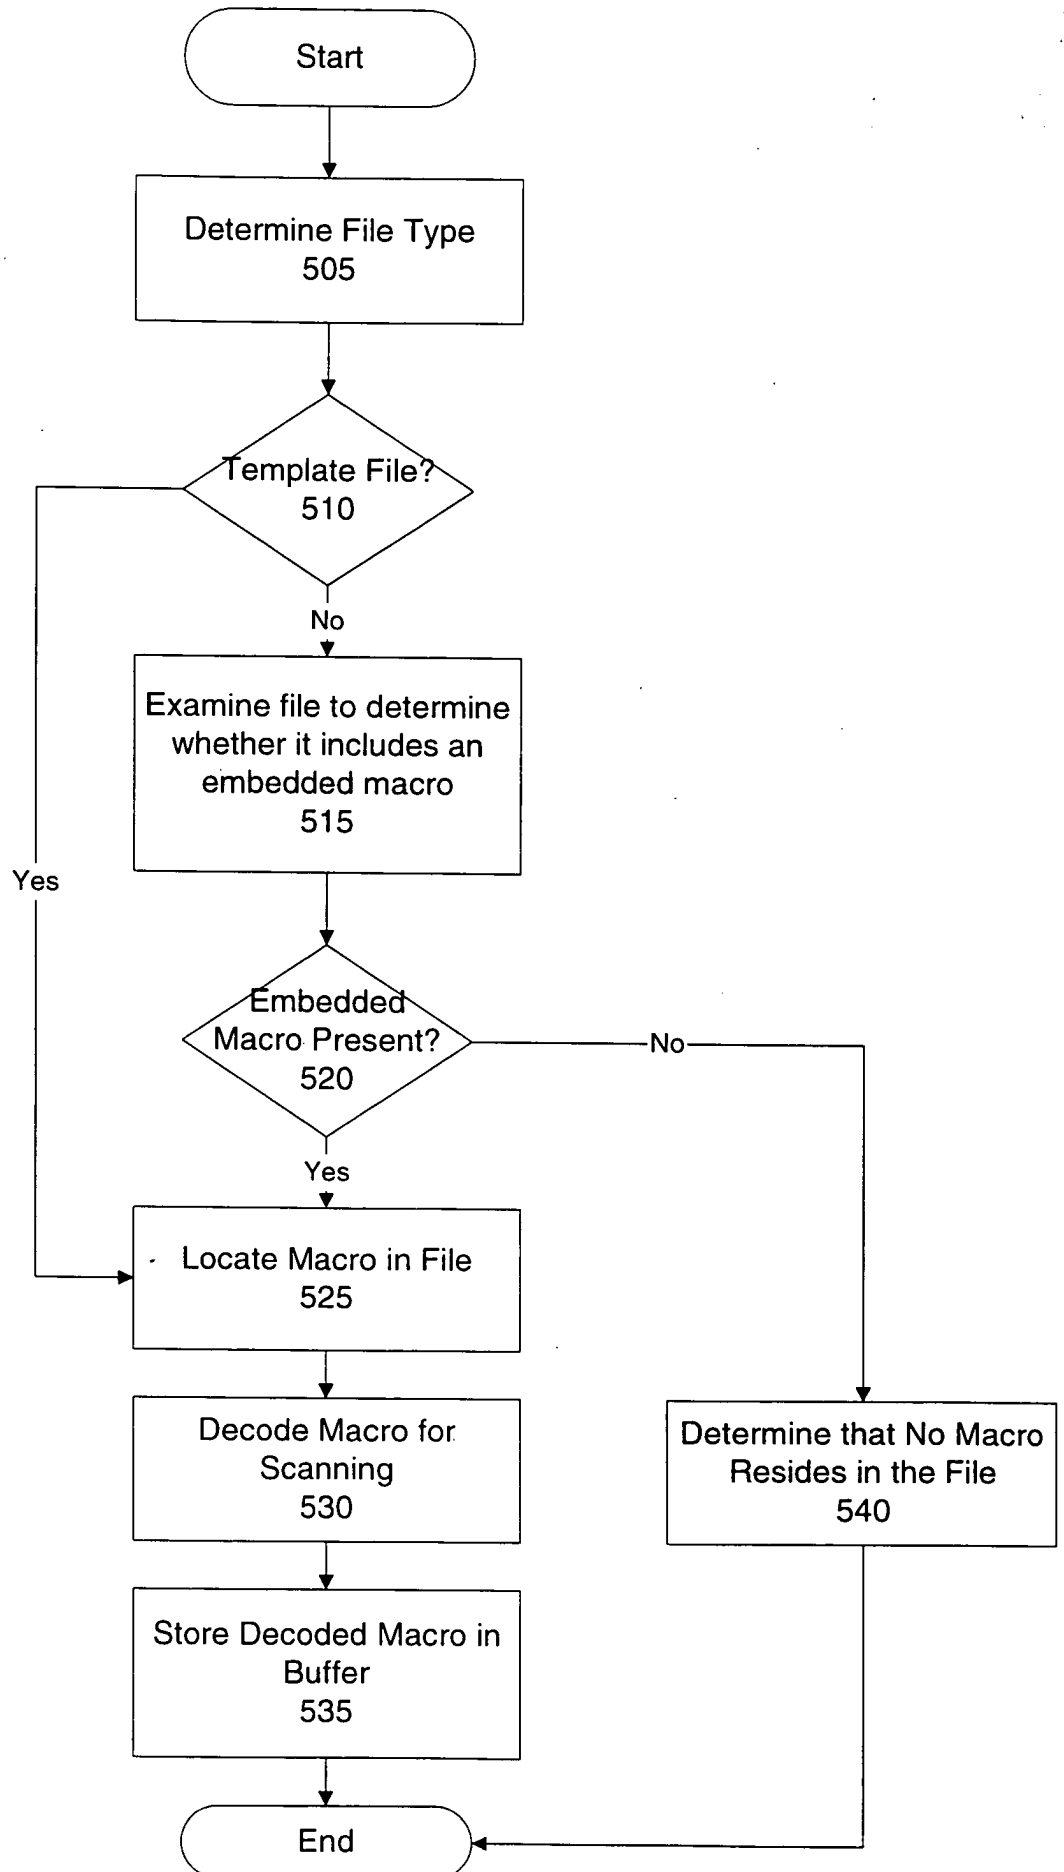 Start
Determine File Type
505
Template File?
510
No
Examine file to determine
whether it includes an
embedded macro
515
Yes
Embedded
Macro Present?
520
No
Yes
Locate Macro in File
525
Decode Macro for
Scanning
530
Determine that No Macro
Resides in the File
540
Store Decoded Macro in
Buffer
535
End